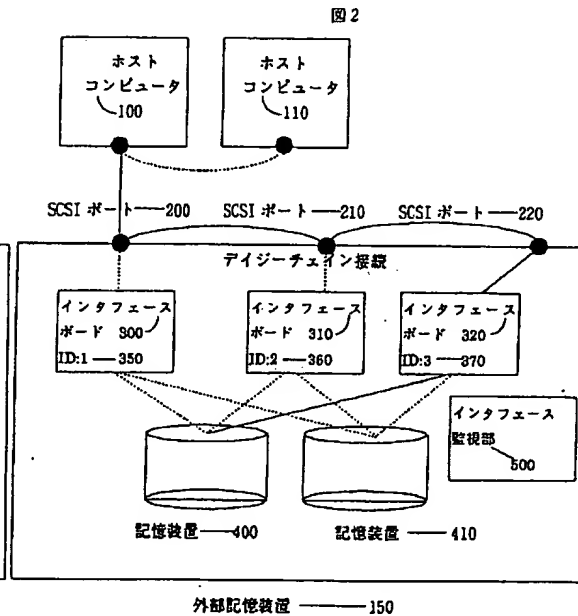 図2
ホスト
コンピュータ
100
ホスト
コンピュータ
110
SCSI ポート 200
SCSI ポート 210
SCSI ポート 220
デイジーチェイン接続
インタフェース
ボード 300
ID:1 350
インタフェース
ボード 310
ID:2 360
インタフェース
ボード 320
ID:3 370
インタフェース
監視部
500
記憶装置 400
記憶装置 410
外部記憶装置 150